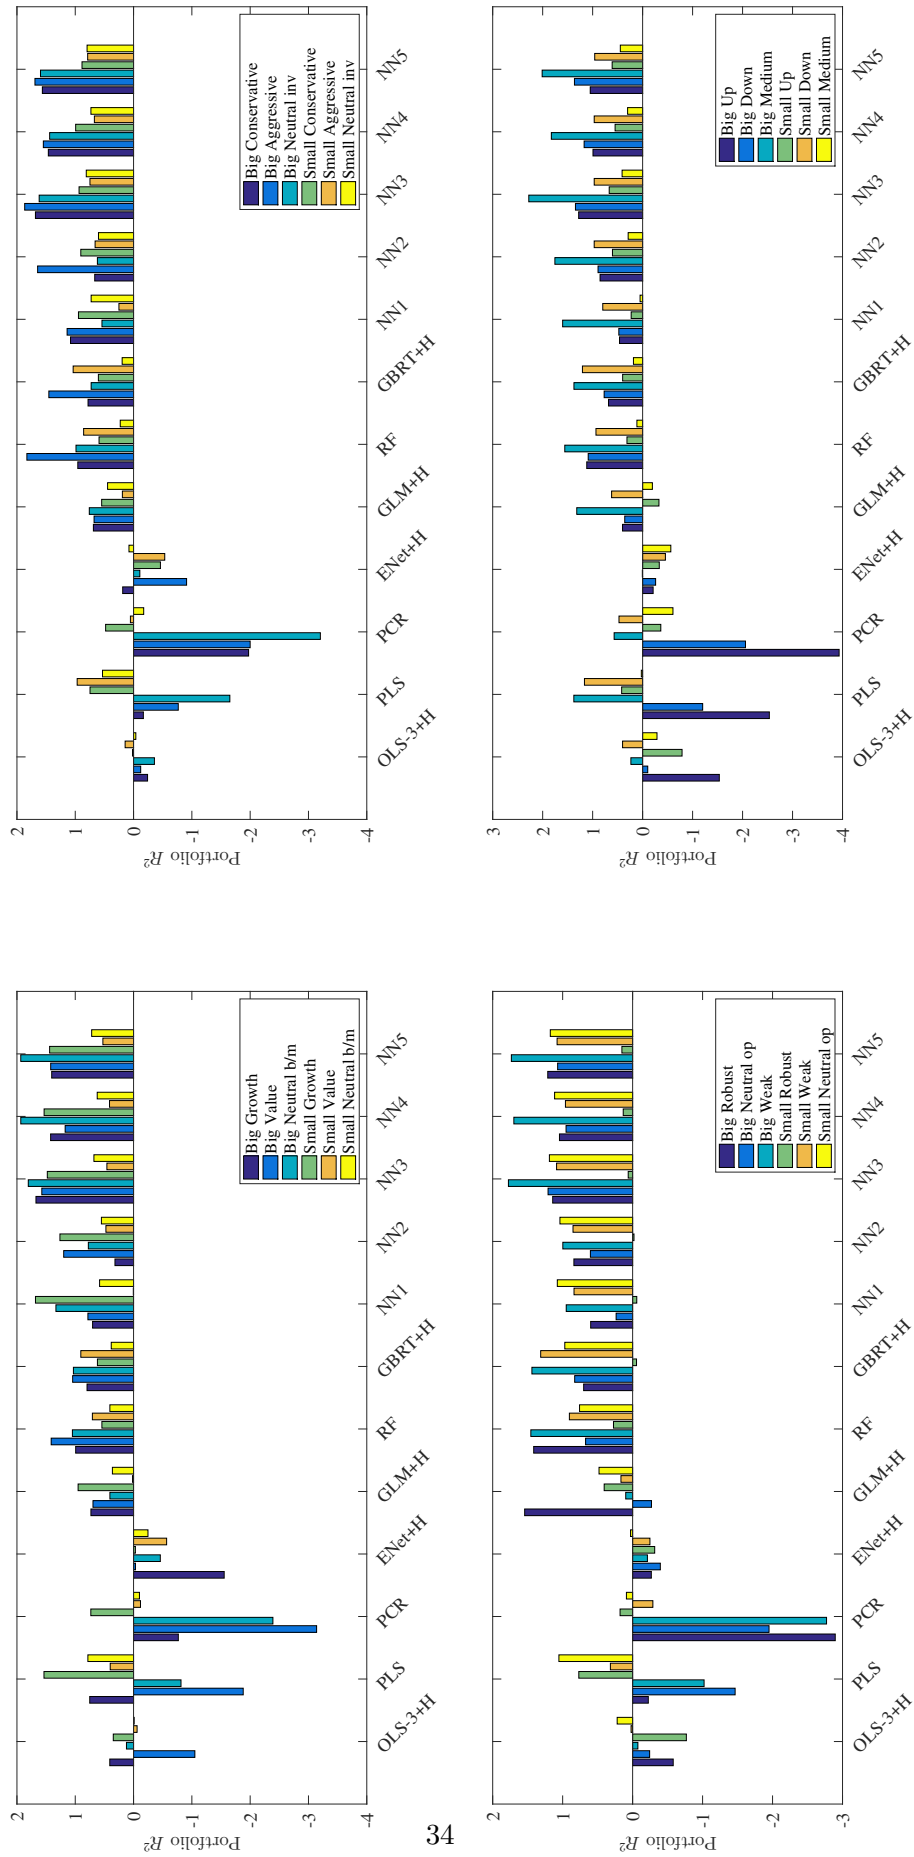 Portfolio R²
2
1
0
-1
-2
-3
-4
OLS-3+H
PLS
PCR
ENet+H
GLM+H
RF
GBRT+H
NN1
NN2
NN3
NN4
NN5
Big Growth
Big Value
Big Neutral b/m
Small Growth
Small Value
Small Neutral b/m
Portfolio R²
2
1
0
-1
-2
-3
-4
OLS-3+H
PLS
PCR
ENet+H
GLM+H
RF
GBRT+H
NN1
NN2
NN3
NN4
NN5
Big Conservative
Big Aggressive
Big Neutral inv
Small Conservative
Small Aggressive
Small Neutral inv
Portfolio R²
2
1
0
-1
-2
-3
OLS-3+H
PLS
PCR
ENet+H
GLM+H
RF
GBRT+H
NN1
NN2
NN3
NN4
NN5
Big Robust
Big Neutral op
Big Weak
Small Robust
Small Weak
Small Neutral op
Portfolio R²
3
2
1
0
-1
-2
-3
-4
OLS-3+H
PLS
PCR
ENet+H
GLM+H
RF
GBRT+H
NN1
NN2
NN3
NN4
NN5
Big Up
Big Down
Big Medium
Small Up
Small Down
Small Medium
34